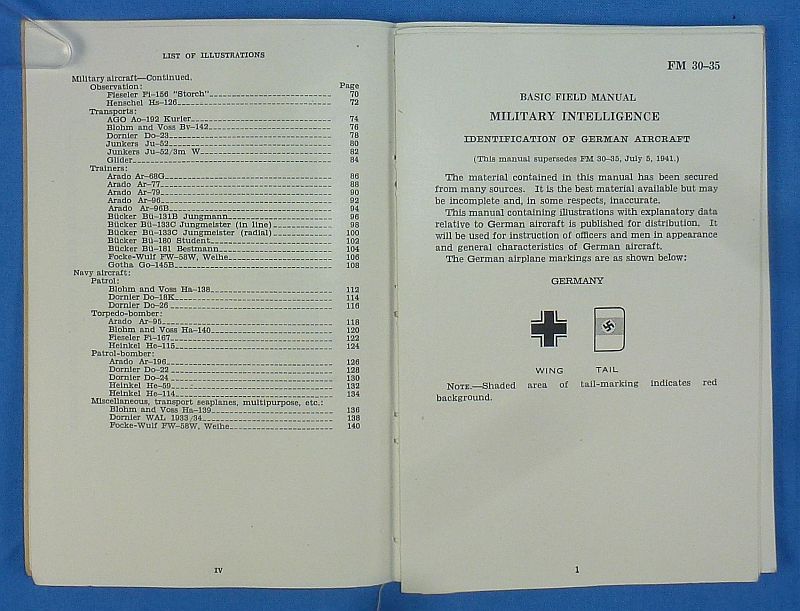 LIST OF ILLUSTRATIONS
Military aircraft—Continued.
Observation: Page
Fieseler Fi-156 "Storch" 70
Henschel Hs-126 72
Transports:
AGO Ao-192 Kurier 74
Blohm and Voss Bv-142 76
Dornier Do-23 78
Junkers Ju-52 80
Junkers Ju-52/3m W 82
Glider 84
Trainers:
Arado Ar-68G 86
Arado Ar-77 88
Arado Ar-79 90
Arado Ar-96 92
Arado Ar-96B 94
Bücker Bü-131B Jungmann 96
Bücker Bü-133C Jungmeister (in line) 98
Bücker Bü-133C Jungmeister (radial) 100
Bücker Bü-180 Student 102
Bücker Bü-181 Bestmann 104
Focke-Wulf FW-58W, Weihe 106
Gotha Go-145B 108
Navy aircraft:
Patrol:
Blohm and Voss Ha-138 112
Dornier Do-18K 114
Dornier Do-26 116
Torpedo-bomber:
Arado Ar-95 118
Blohm and Voss Ha-140 120
Fieseler Fi-167 122
Heinkel He-115 124
Patrol-bomber:
Arado Ar-196 126
Dornier Do-22 128
Dornier Do-24 130
Heinkel He-59 132
Heinkel He-114 134
Miscellaneous, transport seaplanes, multipurpose, etc.:
Blohm and Voss Ha-139 136
Dornier WAL 1933/34 138
Focke-Wulf FW-58W, Weihe 140
IV
FM 30–35
BASIC FIELD MANUAL
MILITARY INTELLIGENCE
IDENTIFICATION OF GERMAN AIRCRAFT
(This manual supersedes FM 30–35, July 5, 1941.)
The material contained in this manual has been secured
from many sources. It is the best material available but may
be incomplete and, in some respects, inaccurate.
This manual containing illustrations with explanatory data
relative to German aircraft is published for distribution. It
will be used for instruction of officers and men in appearance
and general characteristics of German aircraft.
The German airplane markings are as shown below:
GERMANY
WING TAIL
NOTE.—Shaded area of tail-marking indicates red
background.
1